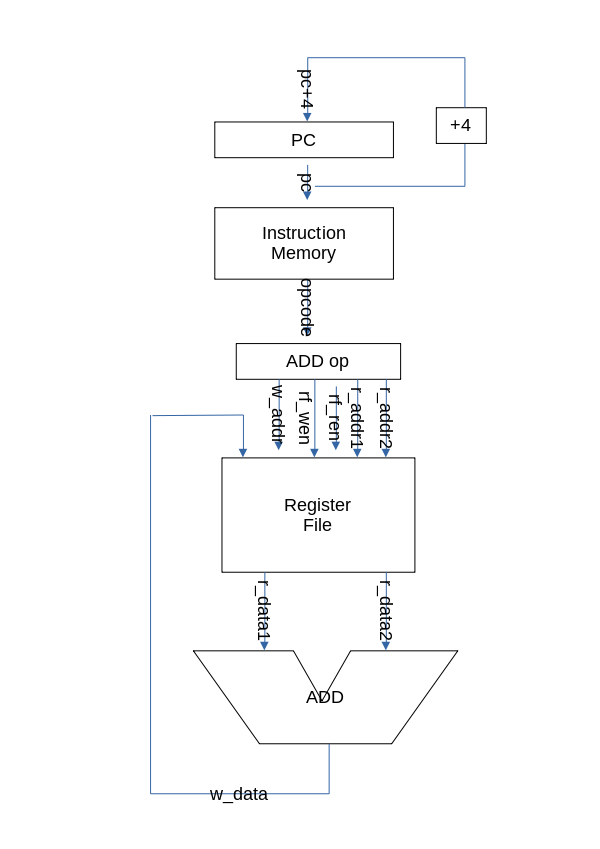 pc+4
+4
PC
pc
Instruction
Memory
opcode
ADD op
w_addr
rf_wen
rf_ren
r_addr1
r_addr2
Register
File
r_data1
r_data2
ADD
w_data